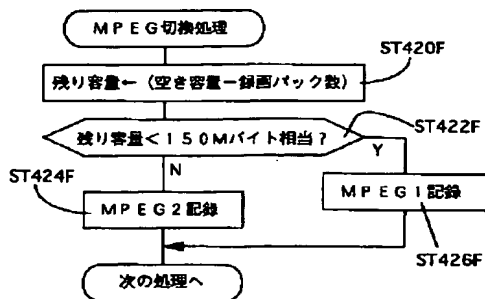 MPEG切換処理
ST420F
残り容量←(空き容量-録画パック数)
ST422F
残り容量<150Mバイト相当?
Y
N
ST424F
MPEG2記録
MPEG1記録
ST426F
次の処理へ